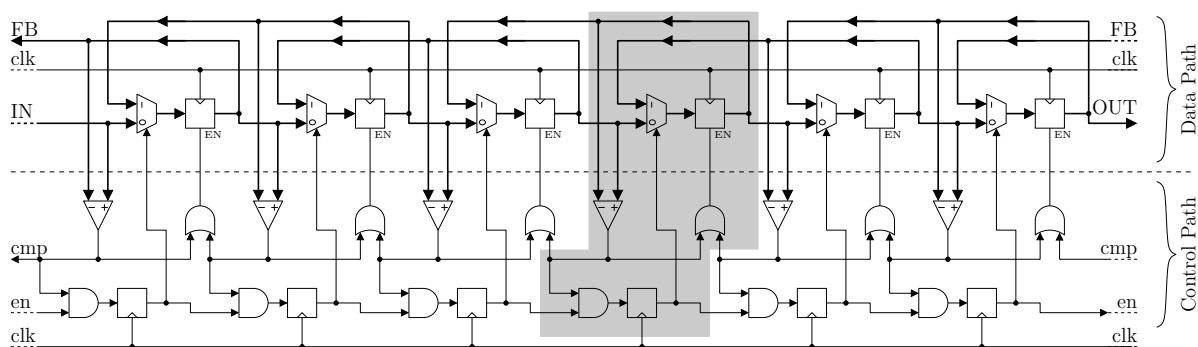 FB FB
clk clk
IN OUT
I O I O I O I O I O I O
EN EN EN EN EN EN
Data Path
− + − + − + − + − + − +
cmp cmp
en en
clk clk
Control Path